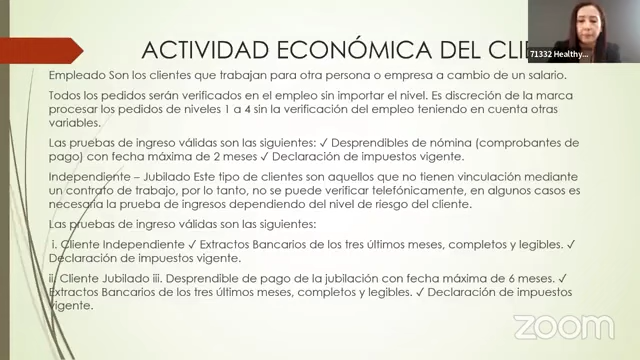 ACTIVIDAD ECONÓMICA DEL
71332 Healthy...
Empleado Son los clientes que trabajan para otra persona o empresa a cambio de un salario.
Todos los pedidos serán verificados en el empleo sin importar el nivel. Es discreción de la marca
procesar los pedidos de niveles 1 a 4 sin la verificación del empleo teniendo en cuenta otras
variables.
Las pruebas de ingreso válidas son las siguientes: ✓ Desprendibles de nómina (comprobantes de
pago) con fecha máxima de 2 meses ✓ Declaración de impuestos vigente.
Independiente – Jubilado Este tipo de clientes son aquellos que no tienen vinculación mediante
un contrato de trabajo, por lo tanto, no se puede verificar telefónicamente, en algunos casos es
necesaria la prueba de ingresos dependiendo del nivel de riesgo del cliente.
Las pruebas de ingreso válidas son las siguientes:
i. Cliente Independiente ✓ Extractos Bancarios de los tres últimos meses, completos y legibles. ✓
Declaración de impuestos vigente.
ii. Cliente Jubilado iii. Desprendible de pago de la jubilación con fecha máxima de 6 meses. ✓
Extractos Bancarios de los tres últimos meses, completos y legibles. ✓ Declaración de impuestos
vigente.
zoom